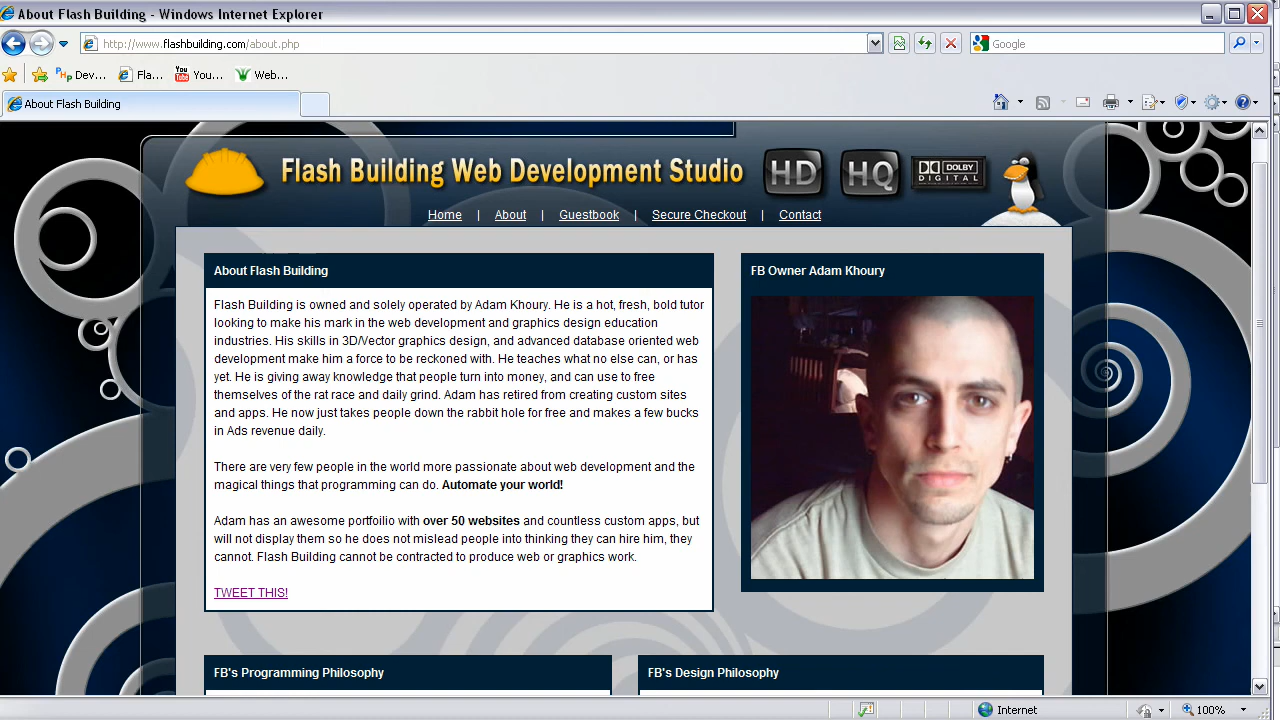 About Flash Building - Windows Internet Explorer
http://www.flashbuilding.com/about.php
Google
PHP Dev...
Fla...
You Tube You...
Web...
About Flash Building
Flash Building Web Development Studio
HD HQ DOLBY DIGITAL
Home | About | Guestbook | Secure Checkout | Contact
About Flash Building
Flash Building is owned and solely operated by Adam Khoury. He is a hot, fresh, bold tutor
looking to make his mark in the web development and graphics design education
industries. His skills in 3D/Vector graphics design, and advanced database oriented web
development make him a force to be reckoned with. He teaches what no else can, or has
yet. He is giving away knowledge that people turn into money, and can use to free
themselves of the rat race and daily grind. Adam has retired from creating custom sites
and apps. He now just takes people down the rabbit hole for free and makes a few bucks
in Ads revenue daily.
There are very few people in the world more passionate about web development and the
magical things that programming can do. Automate your world!
Adam has an awesome portfoilio with over 50 websites and countless custom apps, but
will not display them so he does not mislead people into thinking they can hire him, they
cannot. Flash Building cannot be contracted to produce web or graphics work.
TWEET THIS!
FB Owner Adam Khoury
FB's Programming Philosophy
FB's Design Philosophy
Internet
100%